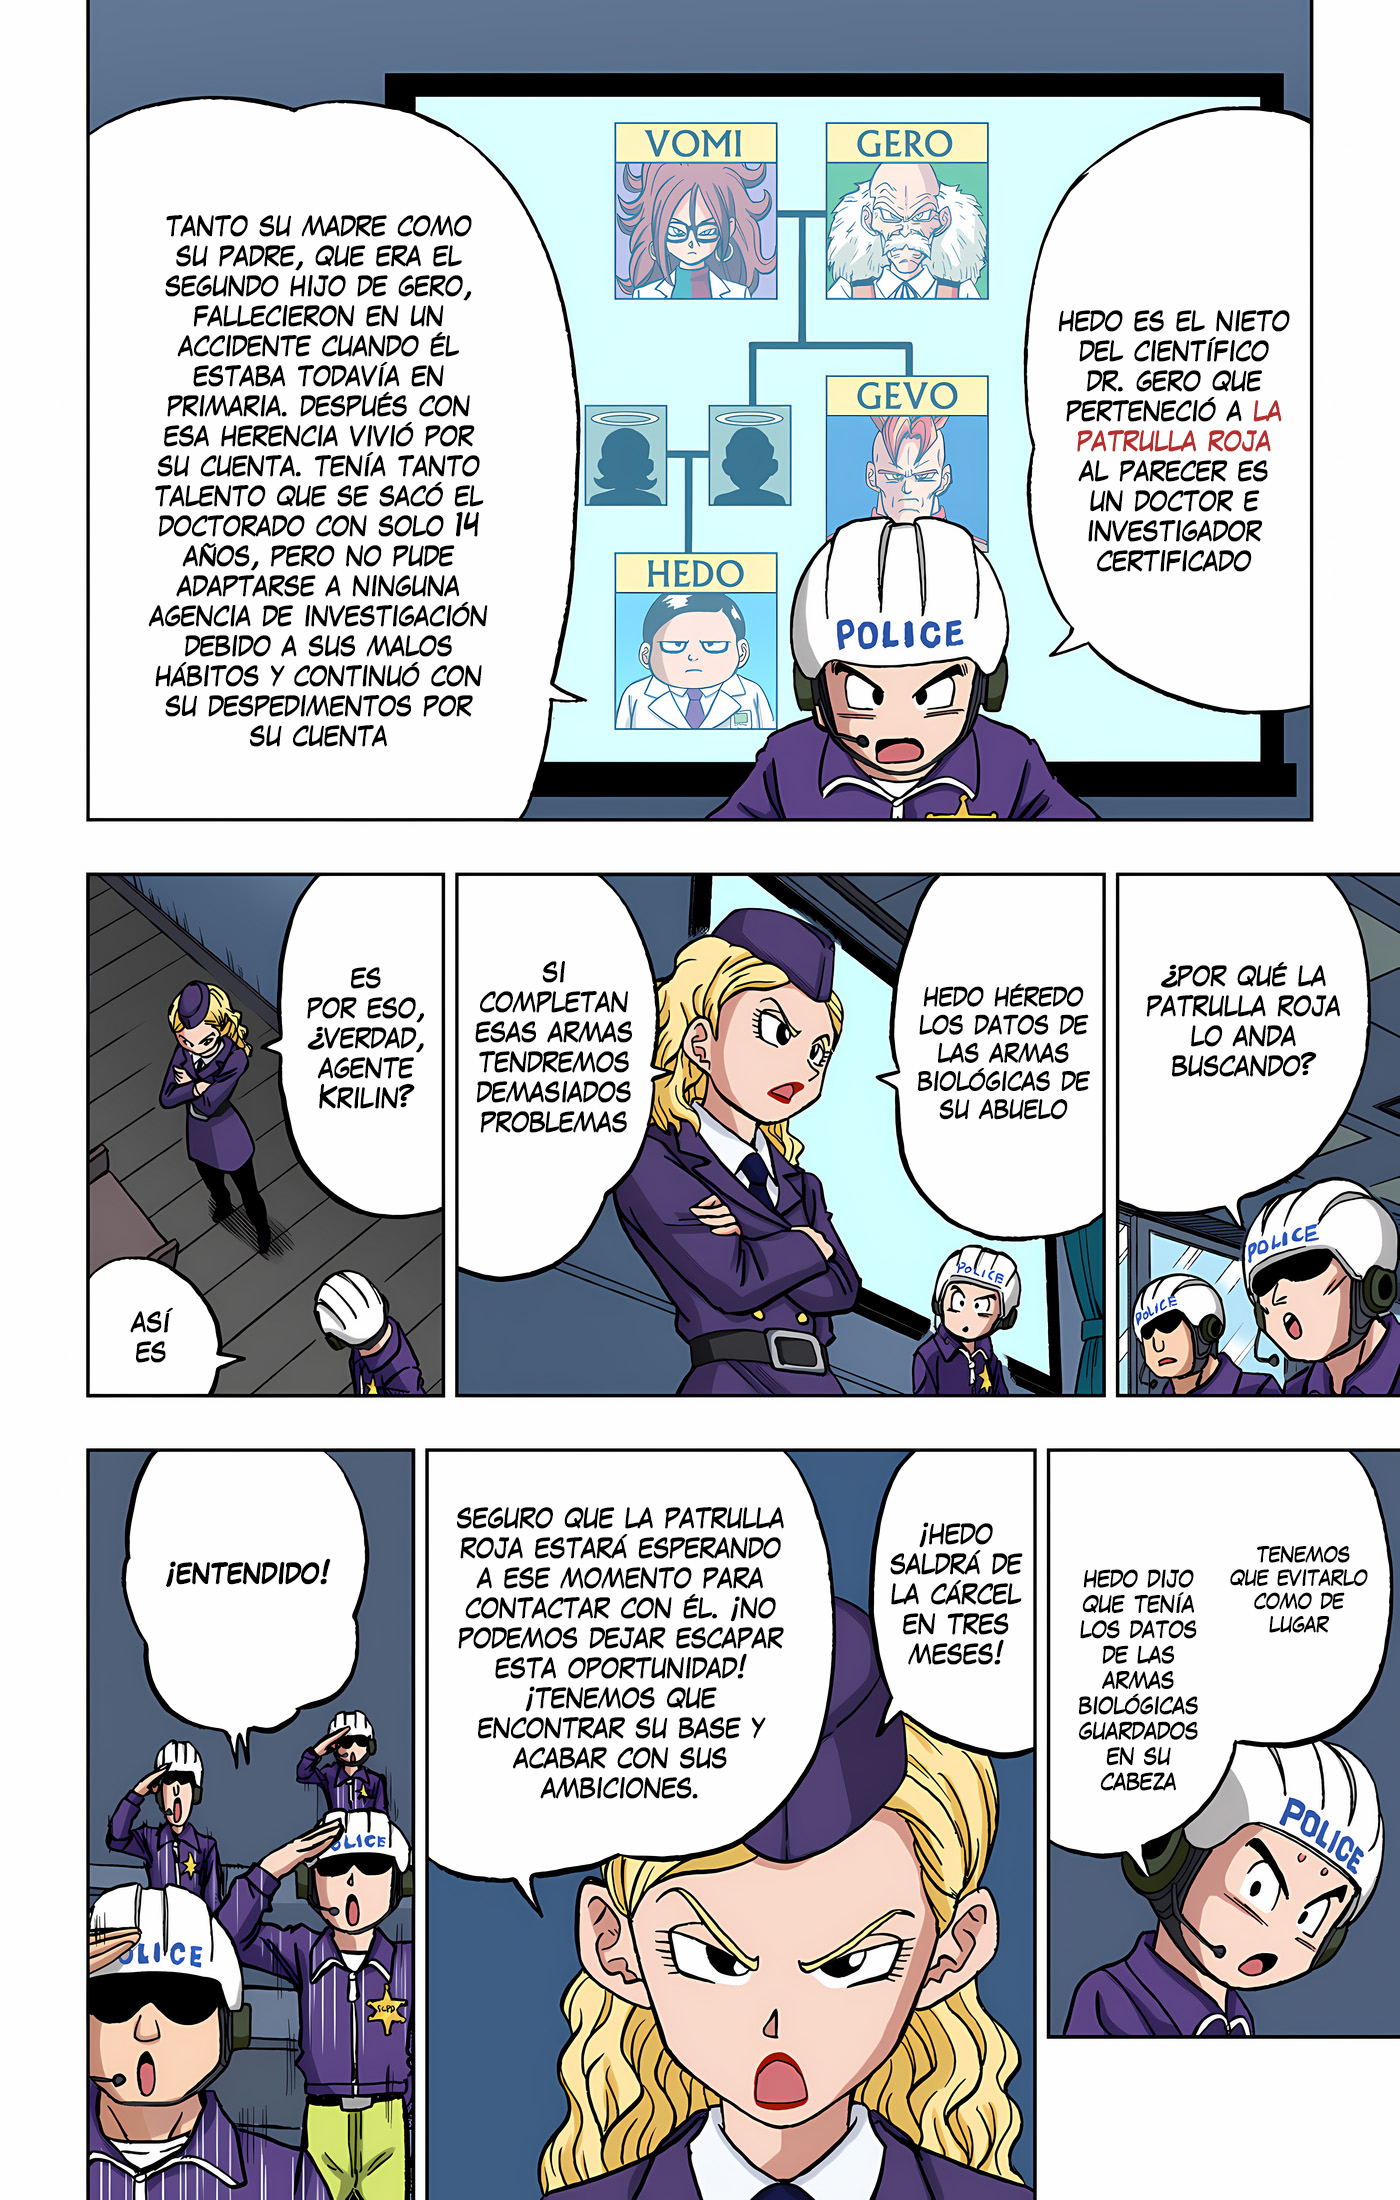 VOMI
GERO
GEVO
HEDO
POLICE
HEDO ES EL NIETO
DEL CIENTÍFICO
DR. GERO QUE
PERTENECIÓ A LA
PATRULLA ROJA
AL PARECER ES
UN DOCTOR E
INVESTIGADOR
CERTIFICADO
TANTO SU MADRE COMO
SU PADRE, QUE ERA EL
SEGUNDO HIJO DE GERO,
FALLECIERON EN UN
ACCIDENTE CUANDO ÉL
ESTABA TODAVÍA EN
PRIMARIA. DESPUÉS CON
ESA HERENCIA VIVIÓ POR
SU CUENTA. TENÍA TANTO
TALENTO QUE SE SACÓ EL
DOCTORADO CON SOLO 14
AÑOS, PERO NO PUDE
ADAPTARSE A NINGUNA
AGENCIA DE INVESTIGACIÓN
DEBIDO A SUS MALOS
HÁBITOS Y CONTINUÓ CON
SU DESPEDIMENTOS POR
SU CUENTA
¿POR QUÉ LA
PATRULLA ROJA
LO ANDA
BUSCANDO?
POLICE
POLICE
HEDO HÉREDO
LOS DATOS DE
LAS ARMAS
BIOLÓGICAS DE
SU ABUELO
SI
COMPLETAN
ESAS ARMAS
TENDREMOS
DEMASIADOS
PROBLEMAS
POLICE
ES
POR ESO,
¿VERDAD,
AGENTE
KRILIN?
ASÍ
ES
TENEMOS
QUE EVITARLO
COMO DE
LUGAR
HEDO DIJO
QUE TENÍA
LOS DATOS
DE LAS
ARMAS
BIOLÓGICAS
GUARDADOS
EN SU
CABEZA
POLICE
¡HEDO
SALDRÁ DE
LA CÁRCEL
EN TRES
MESES!
SEGURO QUE LA PATRULLA
ROJA ESTARÁ ESPERANDO
A ESE MOMENTO PARA
CONTACTAR CON ÉL. ¡NO
PODEMOS DEJAR ESCAPAR
ESTA OPORTUNIDAD!
¡TENEMOS QUE
ENCONTRAR SU BASE Y
ACABAR CON SUS
AMBICIONES.
¡ENTENDIDO!
OLICE
OLICE
SCPD